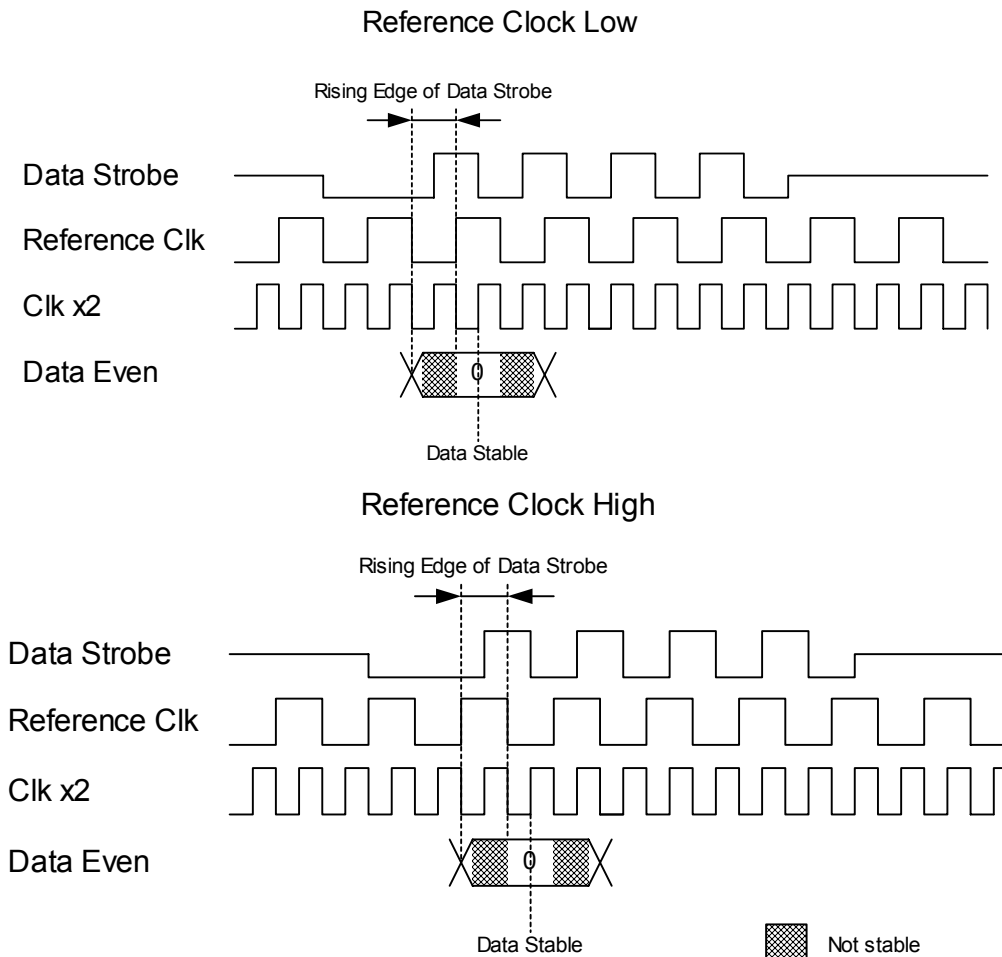 Reference Clock Low
Rising Edge of Data Strobe
Data Strobe
Reference Clk
Clk x2
Data Even
0
Data Stable
Reference Clock High
Rising Edge of Data Strobe
Data Strobe
Reference Clk
Clk x2
Data Even
0
Data Stable
Not stable